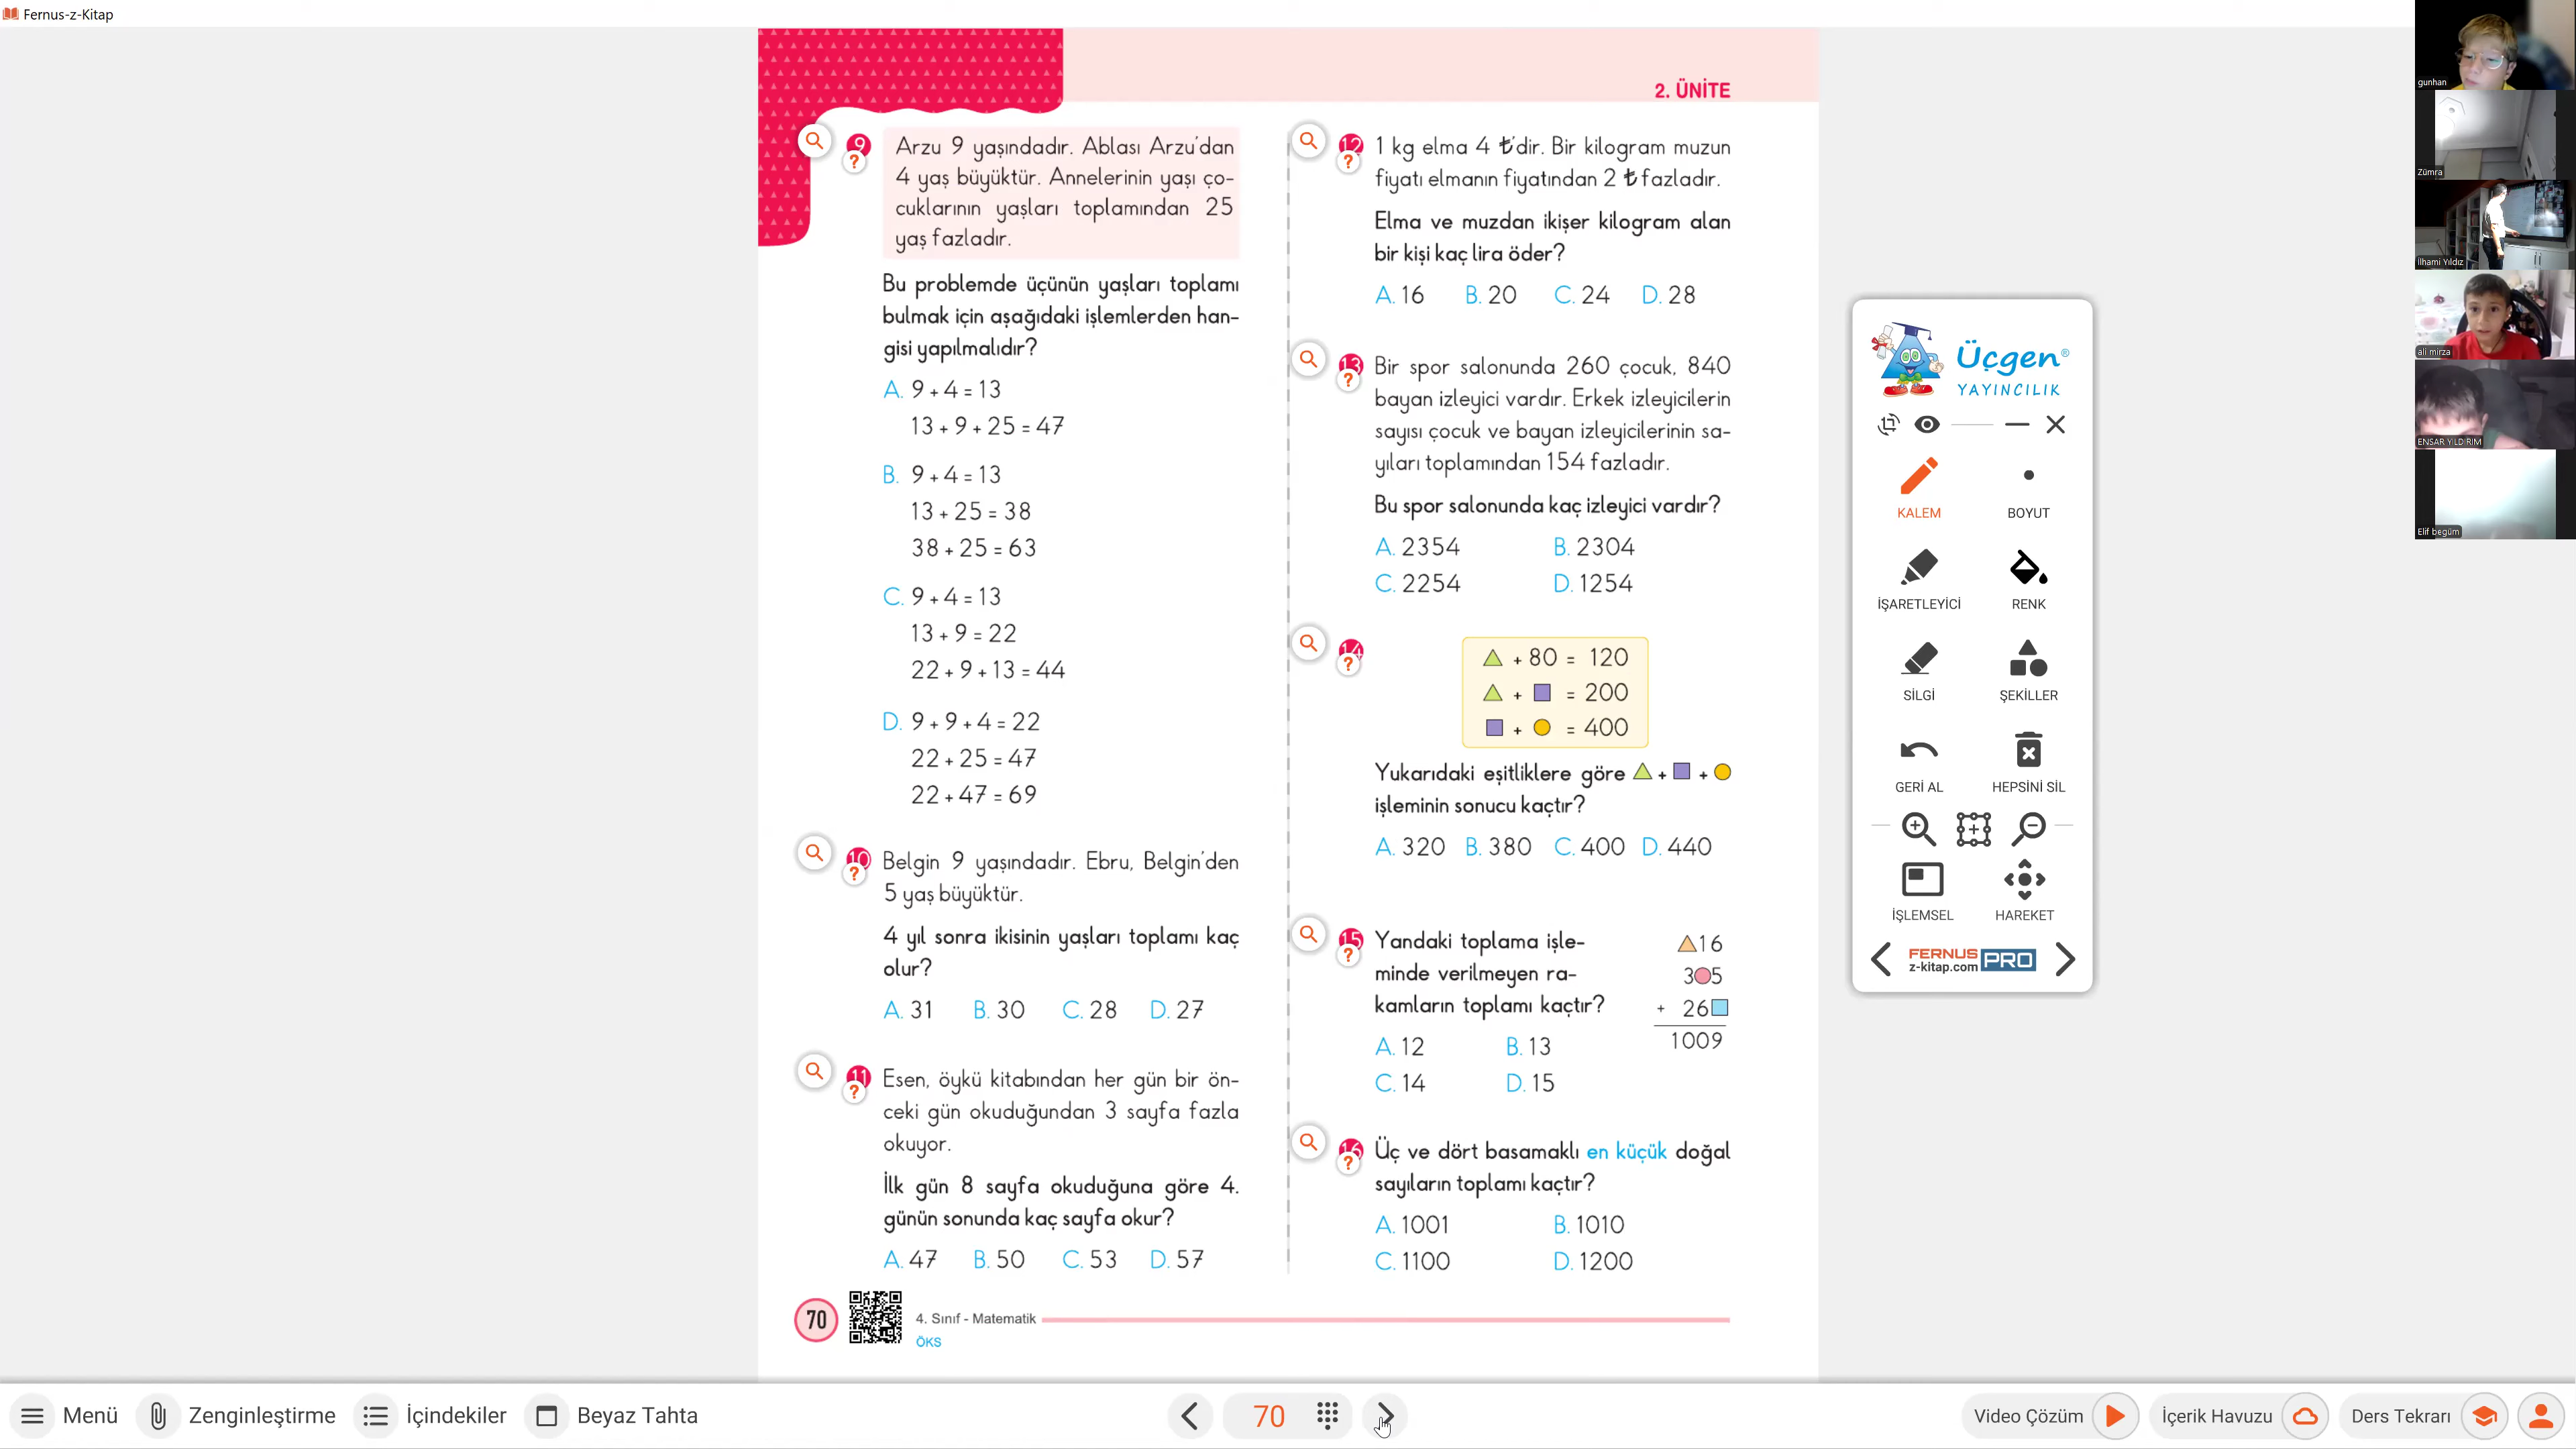 Fernus-z-Kitap
2. ÜNİTE
9
?
Arzu 9 yaşındadır. Ablası Arzu'dan
4 yaş büyüktür. Annelerinin yaşı ço-
cuklarının yaşları toplamından 25
yaş fazladır.
Bu problemde üçünün yaşları toplamı
bulmak için aşağıdaki işlemlerden han-
gisi yapılmalıdır?
A. 9 + 4 = 13
13 + 9 + 25 = 47
B. 9 + 4 = 13
13 + 25 = 38
38 + 25 = 63
C. 9 + 4 = 13
13 + 9 = 22
22 + 9 + 13 = 44
D. 9 + 9 + 4 = 22
22 + 25 = 47
22 + 47 = 69
10
?
Belgin 9 yaşındadır. Ebru, Belgin'den
5 yaş büyüktür.
4 yıl sonra ikisinin yaşları toplamı kaç
olur?
A. 31 B. 30 C. 28 D. 27
11
?
Esen, öykü kitabından her gün bir ön-
ceki gün okuduğundan 3 sayfa fazla
okuyor.
İlk gün 8 sayfa okuduğuna göre 4.
günün sonunda kaç sayfa okur?
A. 47 B. 50 C. 53 D. 57
12
?
1 kg elma 4 ₺'dir. Bir kilogram muzun
fiyatı elmanın fiyatından 2 ₺ fazladır.
Elma ve muzdan ikişer kilogram alan
bir kişi kaç lira öder?
A. 16 B. 20 C. 24 D. 28
13
?
Bir spor salonunda 260 çocuk, 840
bayan izleyici vardır. Erkek izleyicilerin
sayısı çocuk ve bayan izleyicilerinin sa-
yıları toplamından 154 fazladır.
Bu spor salonunda kaç izleyici vardır?
A. 2354 B. 2304
C. 2254 D. 1254
14
?
+ 80 = 120
+ = 200
+ = 400
Yukarıdaki eşitliklere göre + +
işleminin sonucu kaçtır?
A. 320 B. 380 C. 400 D. 440
15
?
Yandaki toplama işle-
minde verilmeyen ra-
kamların toplamı kaçtır?
16
3 5
+ 26
1009
A. 12 B. 13
C. 14 D. 15
16
?
Üç ve dört basamaklı en küçük doğal
sayıların toplamı kaçtır?
A. 1001 B. 1010
C. 1100 D. 1200
70
4. Sınıf - Matematik
ÖKS
Üçgen®
YAYINCILIK
KALEM BOYUT
İŞARETLEYİCİ RENK
SİLGİ ŞEKİLLER
GERİ AL HEPSİNİ SİL
İŞLEMSEL HAREKET
FERNUS PRO
z-kitap.com
gunhan
Zümra
İlhami Yıldız
ali mirza
ENSAR YILDIRIM
Elif begüm
Menü Zenginleştirme İçindekiler Beyaz Tahta 70 Video Çözüm İçerik Havuzu Ders Tekrarı